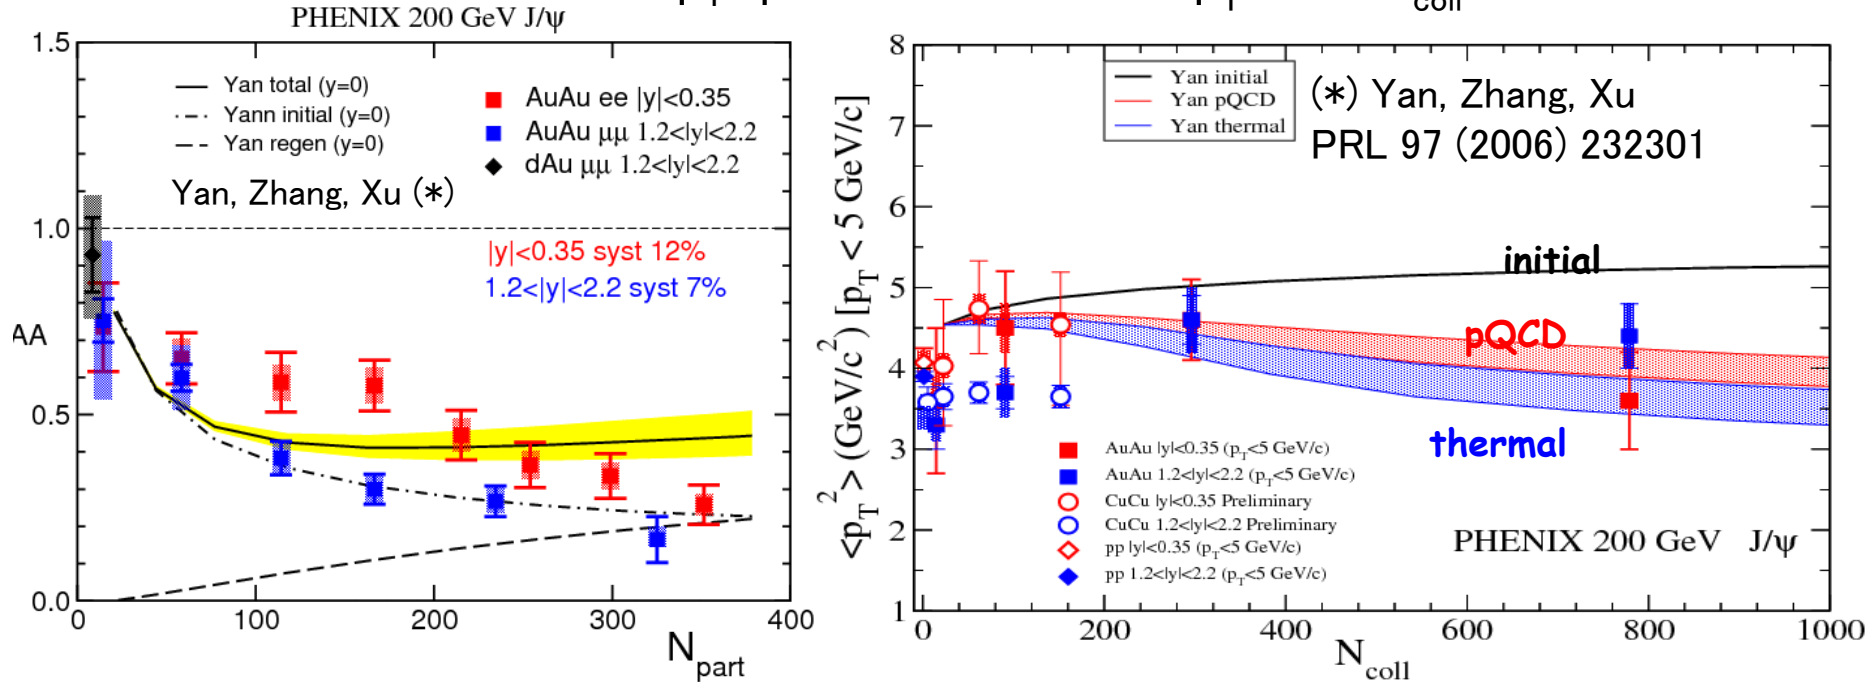 PHENIX 200 GeV J/ψ
1.5
1.0
0.5
0.0
AA
Yan total (y=0)
Yann initial (y=0)
Yan regen (y=0)
AuAu ee |y|<0.35
AuAu μμ 1.2<|y|<2.2
dAu μμ 1.2<|y|<2.2
Yan, Zhang, Xu (*)
|y|<0.35 syst 12%
1.2<|y|<2.2 syst 7%
0 100 200 300 400
N_part
coll
8
7
6
5
4
3
2
1
<p_T^2> (GeV/c^2) [p_T < 5 GeV/c]
Yan initial
Yan pQCD
Yan thermal
(*) Yan, Zhang, Xu
PRL 97 (2006) 232301
initial
pQCD
thermal
AuAu |y|<0.35 (p_T<5 GeV/c)
AuAu 1.2<|y|<2.2 (p_T<5 GeV/c)
CuCu |y|<0.35 Preliminary
CuCu 1.2<|y|<2.2 Preliminary
pp |y|<0.35 (p_T<5 GeV/c)
pp 1.2<|y|<2.2 (p_T<5 GeV/c)
PHENIX 200 GeV J/ψ
0 200 400 600 800 1000
N_coll